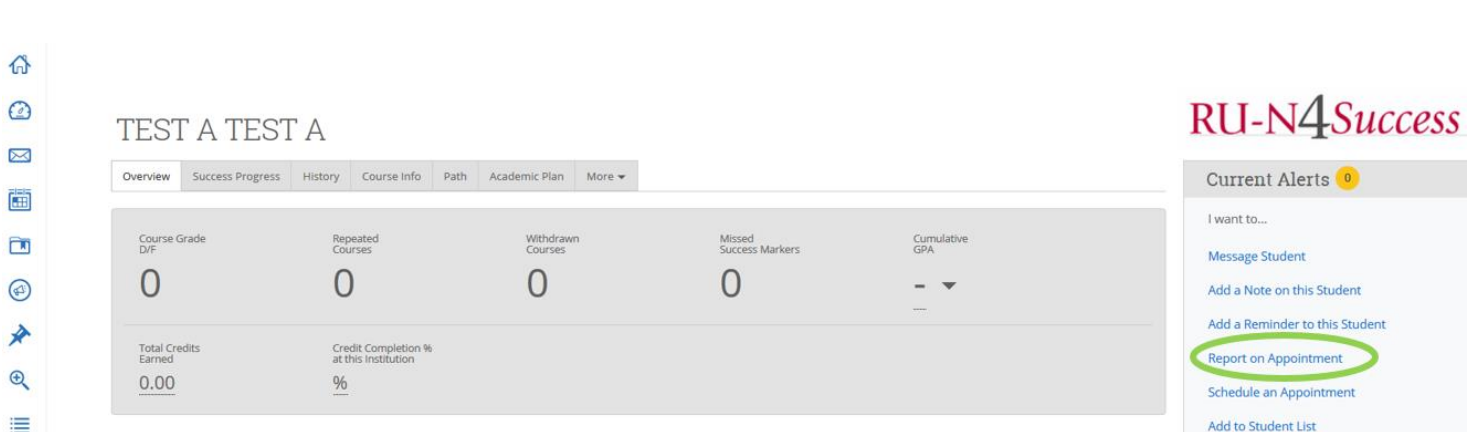 RU-N4Success
TEST A TEST A
Overview Success Progress History Course Info Path Academic Plan More
Course Grade
D/F
0
Repeated
Courses
0
Withdrawn
Courses
0
Missed
Success Markers
0
Cumulative
GPA
-
Total Credits
Earned
0.00
Credit Completion %
at this Institution
%
Current Alerts 0
I want to...
Message Student
Add a Note on this Student
Add a Reminder to this Student
Report on Appointment
Schedule an Appointment
Add to Student List